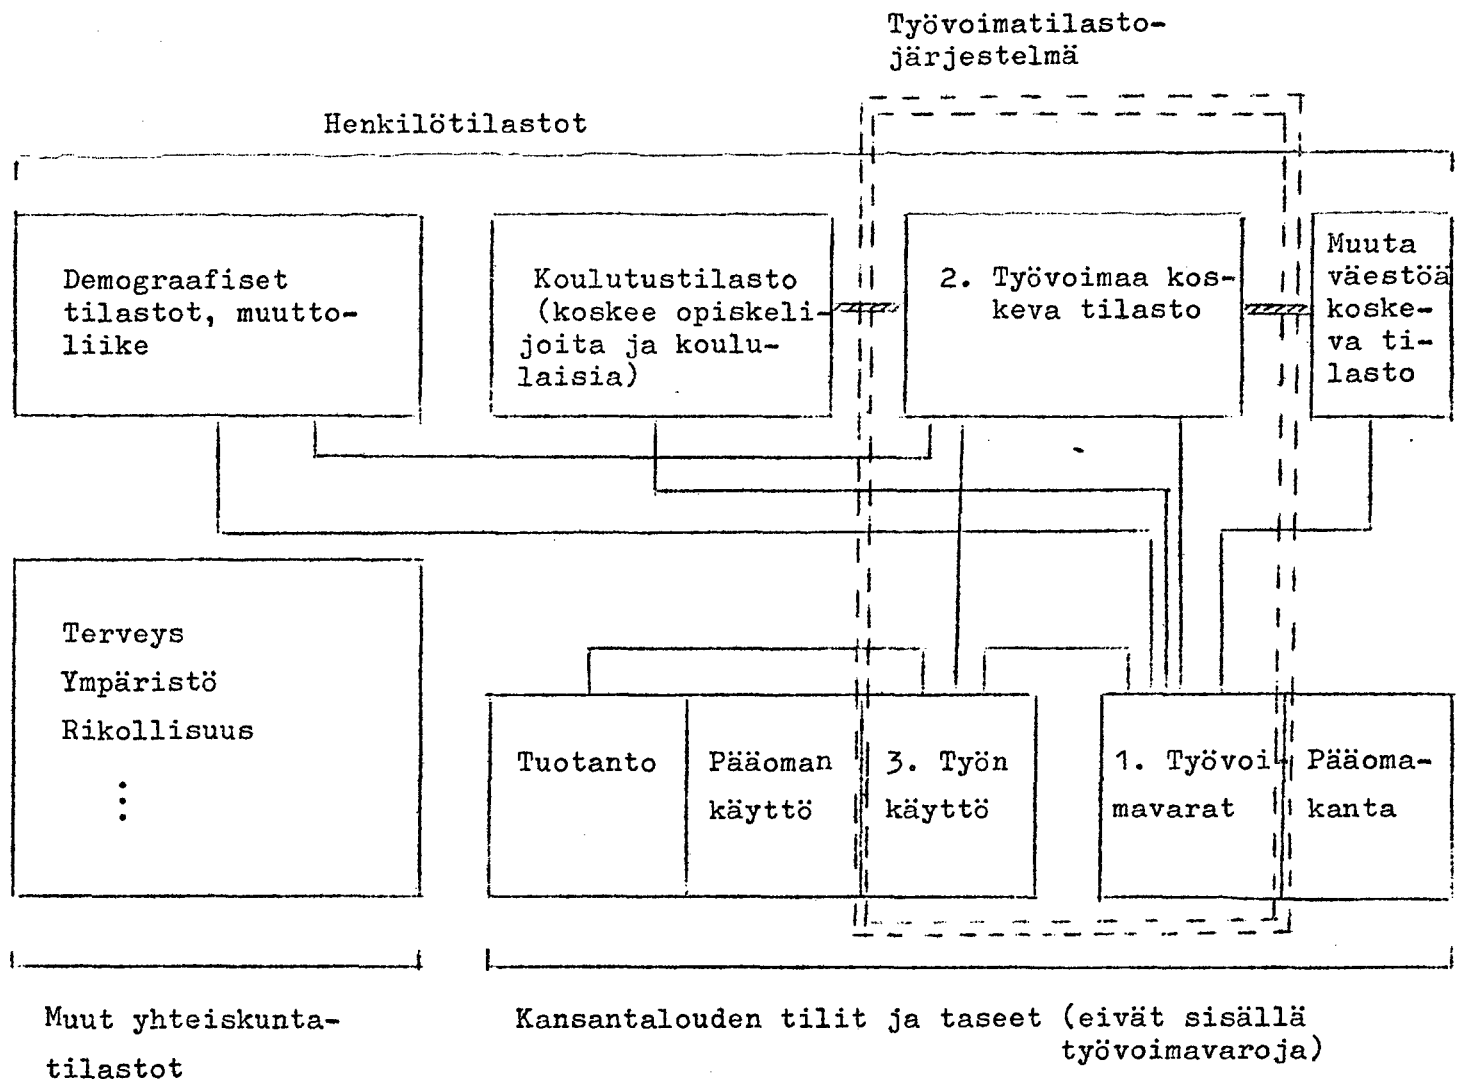 Työvoimatilasto-
järjestelmä
Henkilötilastot
Demograafiset
tilastot, muutto-
liike
Koulutustilasto
(koskee opiskeli-
joita ja koulu-
laisia)
2. Työvoimaa kos-
keva tilasto
Muuta
väestöä
koske-
va ti-
lasto
Terveys
Ympäristö
Rikollisuus
Tuotanto
Pääoman
käyttö
3. Työn
käyttö
1. Työvoi-
mavarat
Pääoma-
kanta
Muut yhteiskunta-
tilastot
Kansantalouden tilit ja taseet (eivät sisällä
työvoimavaroja)